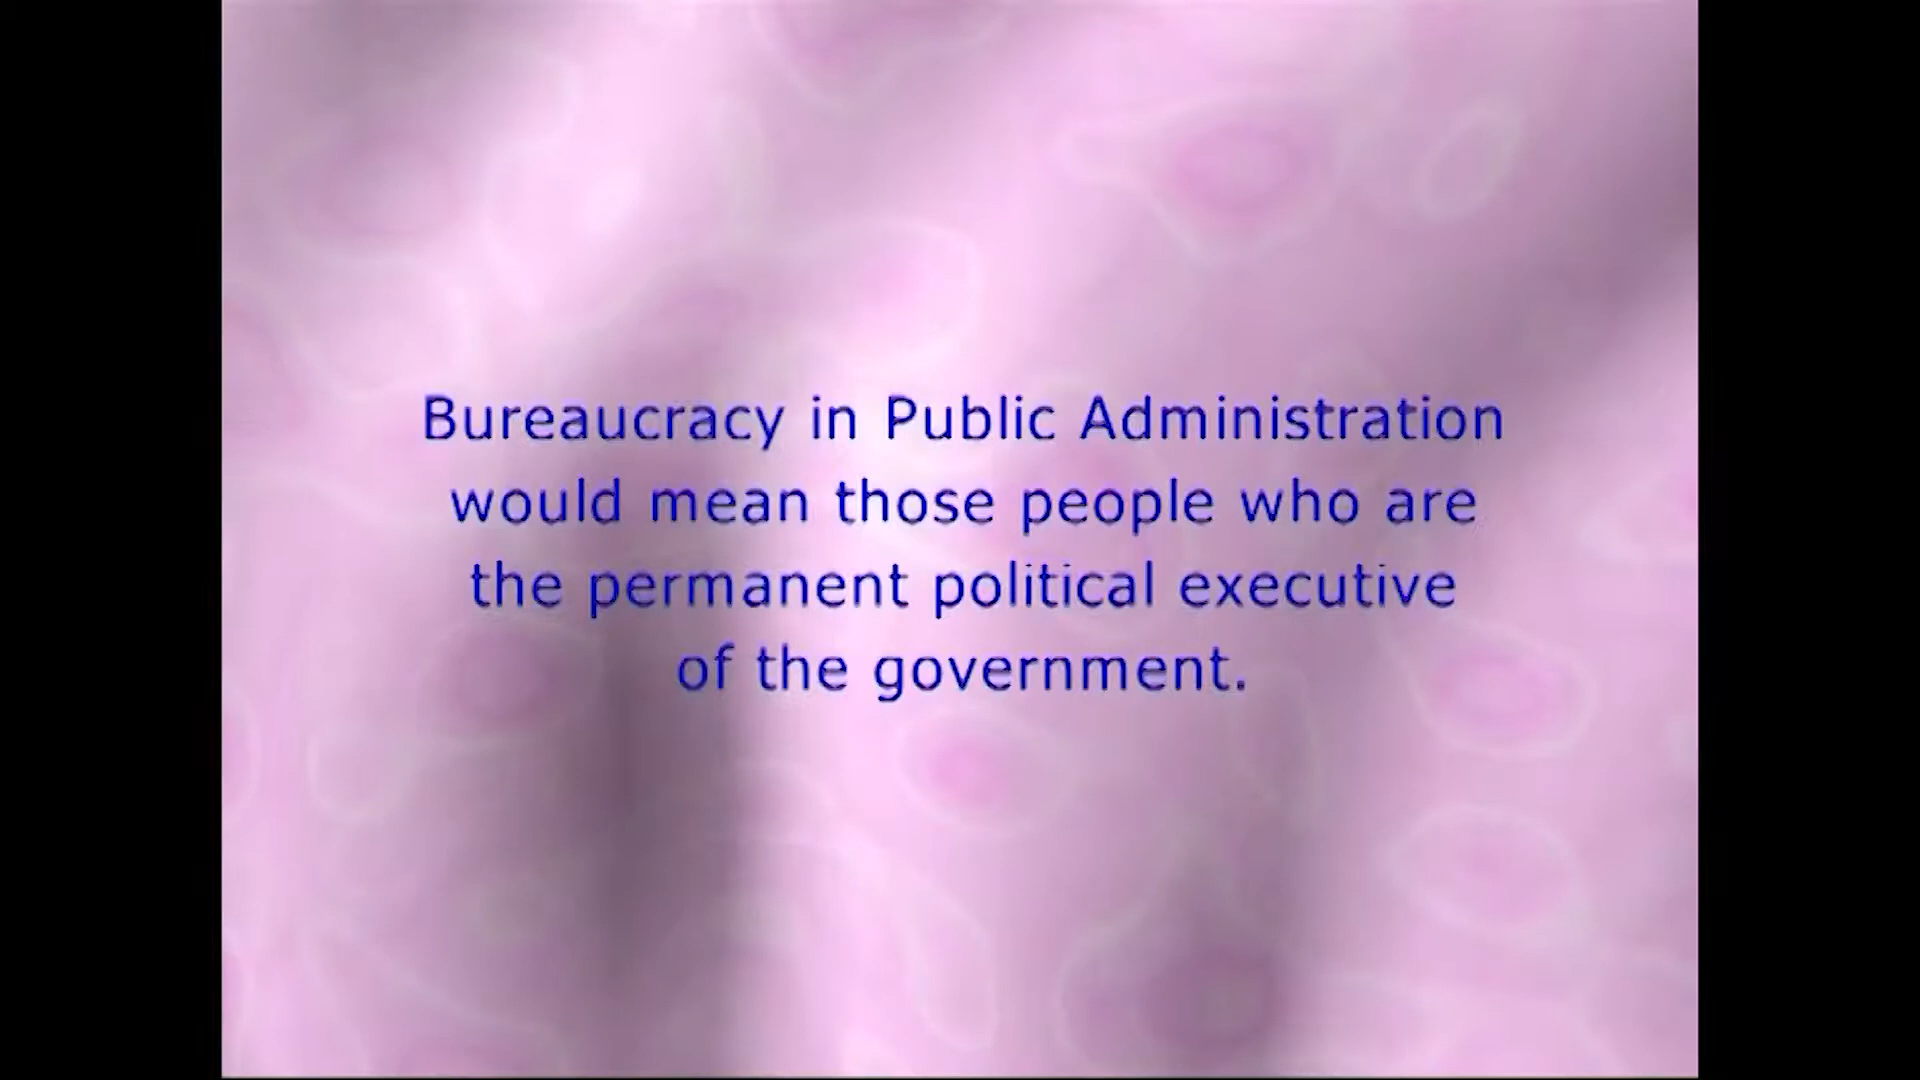 Bureaucracy in Public Administration
would mean those people who are
the permanent political executive
of the government.